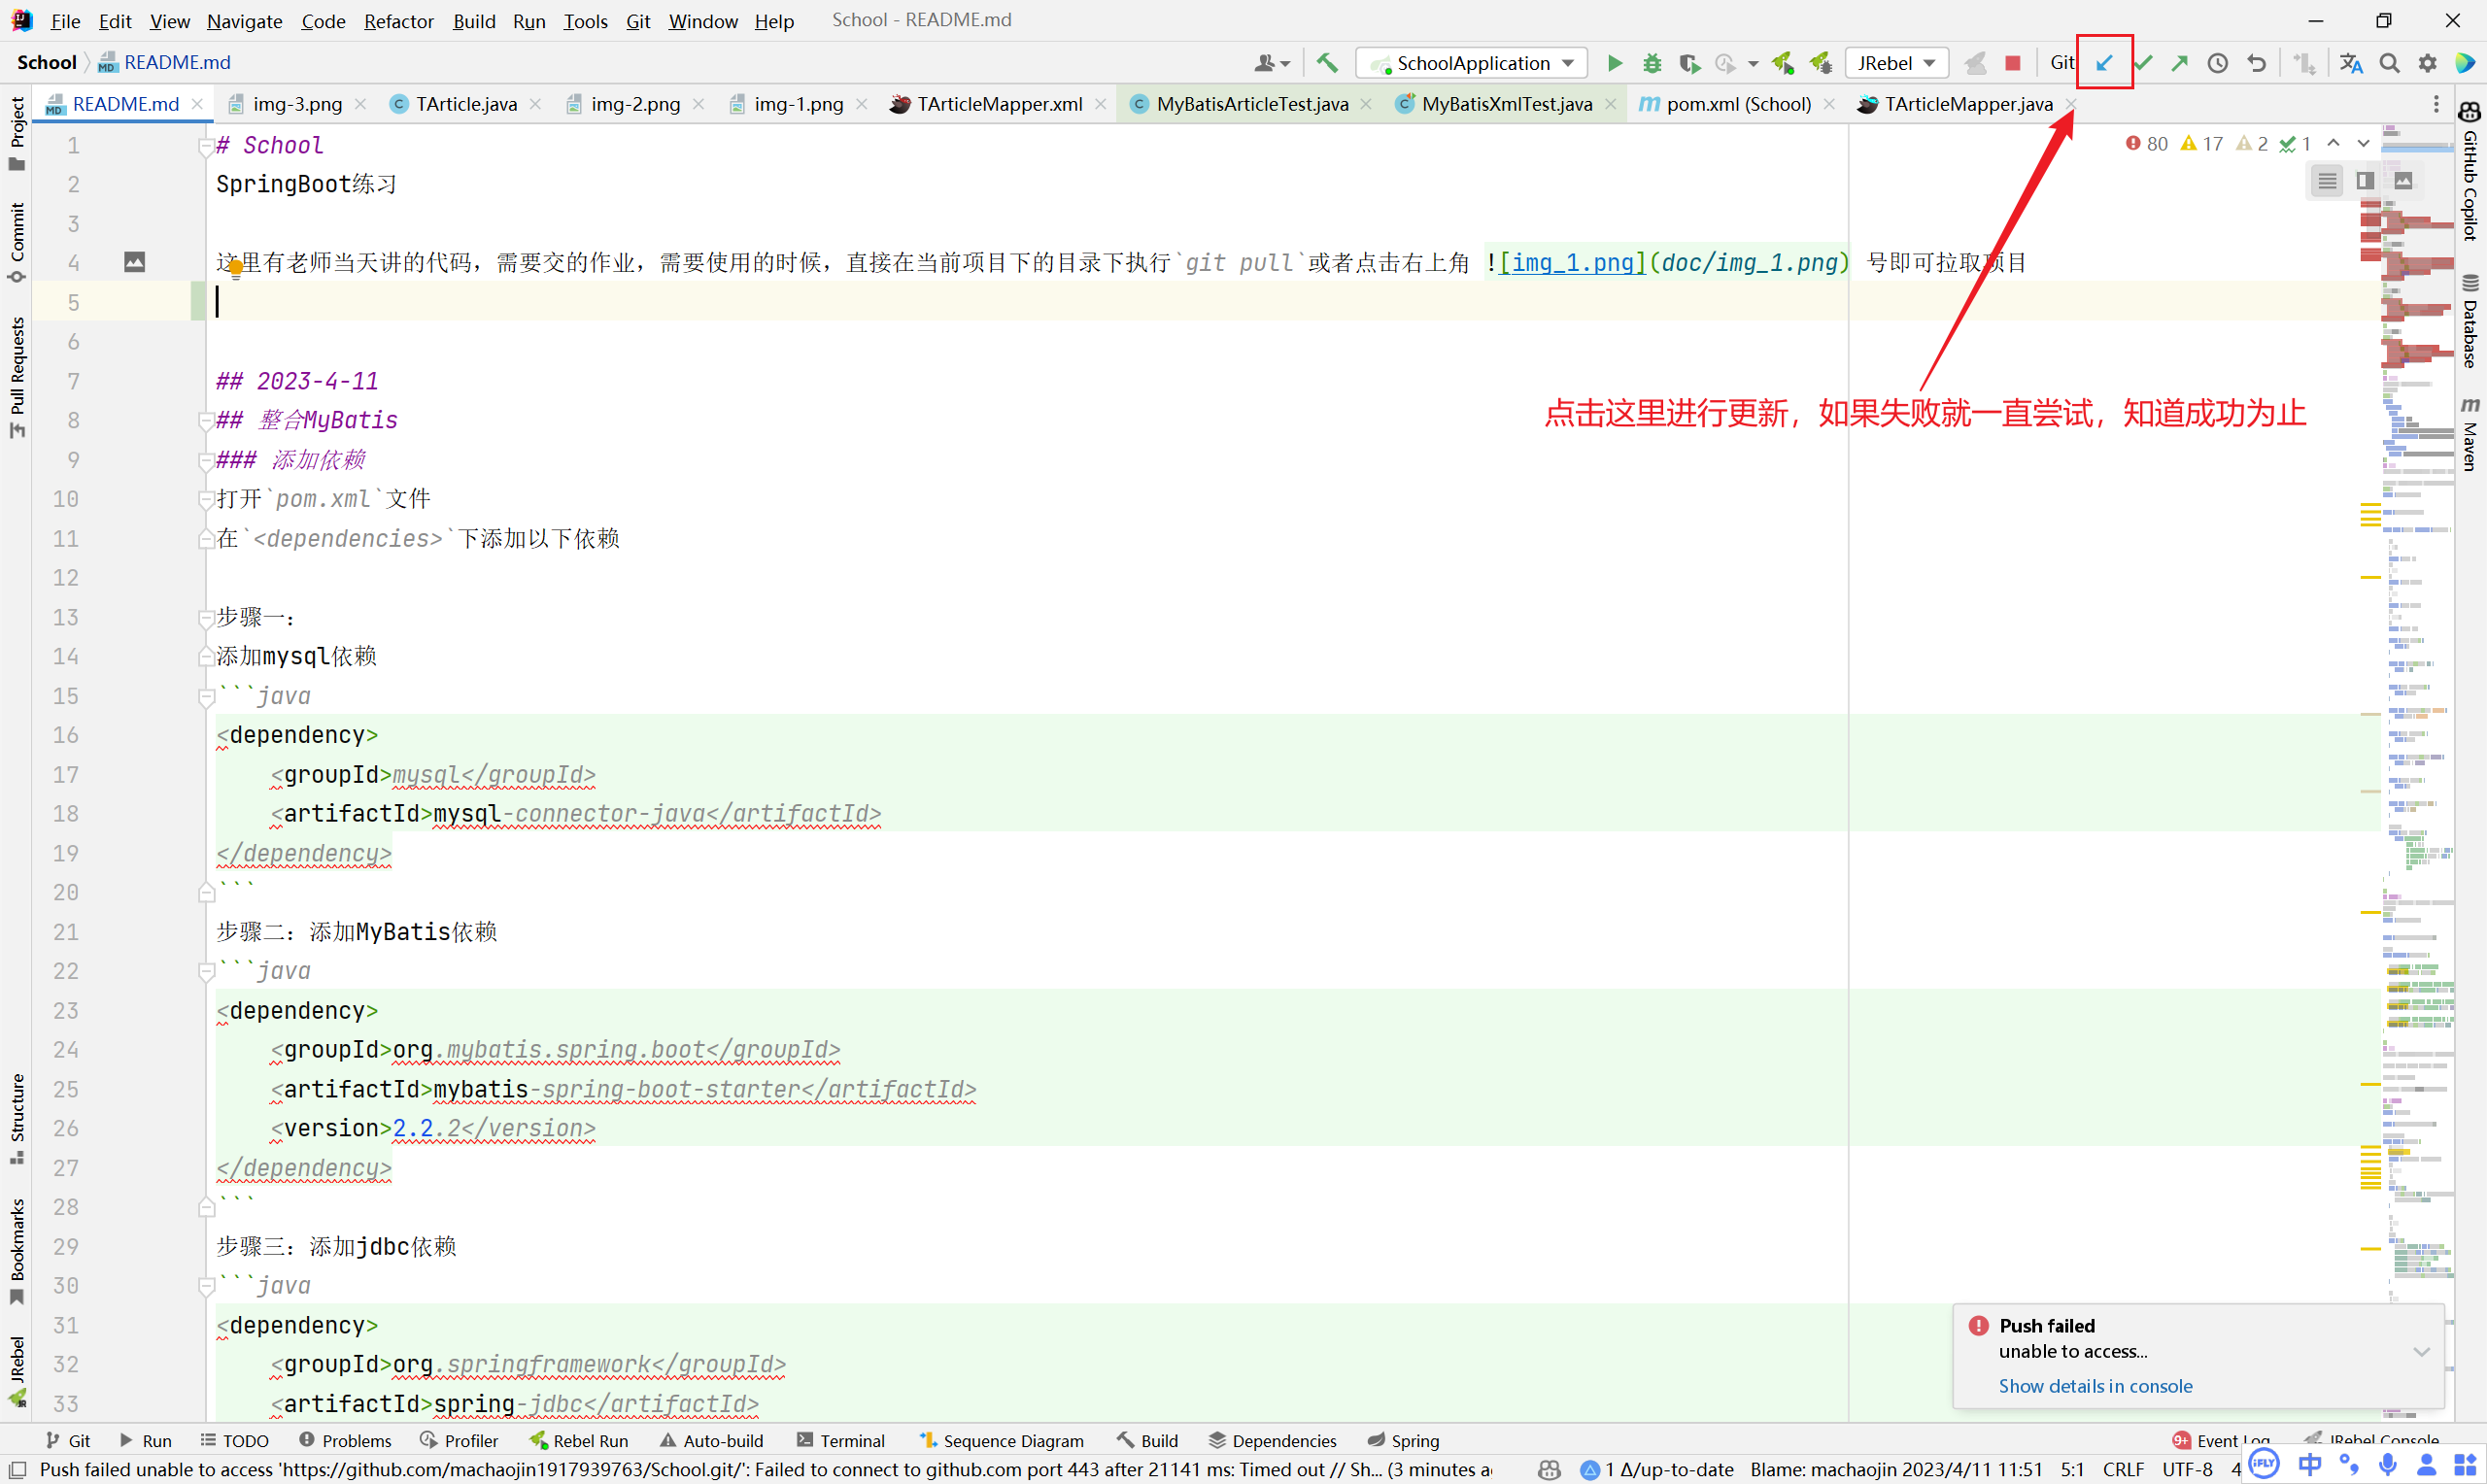 File Edit View Navigate Code Refactor Build Run Tools Git Window Help School - README.md
School README.md SchoolApplication JRebel Git
README.md img-3.png TArticle.java img-2.png img-1.png TArticleMapper.xml MyBatisArticleTest.java MyBatisXmlTest.java pom.xml (School) TArticleMapper.java
80 17 2 1
Project
Commit
Pull Requests
Structure
Bookmarks
JRebel
1 # School
2 SpringBoot练习
3
4 这里有老师当天讲的代码，需要交的作业，需要使用的时候，直接在当前项目下的目录下执行`git pull`或者点击右上角 ![img_1.png](doc/img_1.png) 号即可拉取项目
5
6
7 ## 2023-4-11
8 ## 整合MyBatis
9 ### 添加依赖
10 打开`pom.xml`文件
11 在`<dependencies>`下添加以下依赖
12
13 步骤一：
14 添加mysql依赖
15 ```java
16 <dependency>
17 <groupId>mysql</groupId>
18 <artifactId>mysql-connector-java</artifactId>
19 </dependency>
20 ```
21 步骤二：添加MyBatis依赖
22 ```java
23 <dependency>
24 <groupId>org.mybatis.spring.boot</groupId>
25 <artifactId>mybatis-spring-boot-starter</artifactId>
26 <version>2.2.2</version>
27 </dependency>
28 ```
29 步骤三：添加jdbc依赖
30 ```java
31 <dependency>
32 <groupId>org.springframework</groupId>
33 <artifactId>spring-jdbc</artifactId>
点击这里进行更新，如果失败就一直尝试，知道成功为止
GitHub Copilot
Database
Maven
Push failed
unable to access...
Show details in console
Git Run TODO Problems Profiler Rebel Run Auto-build Terminal Sequence Diagram Build Dependencies Spring 9+ Event Log JRebel Console
Push failed unable to access 'https://github.com/machaojin1917939763/School.git/': Failed to connect to github.com port 443 after 21141 ms: Timed out // Sh... (3 minutes a 1 Δ/up-to-date Blame: machaojin 2023/4/11 11:51 5:1 CRLF UTF-8 4 iFLY 中